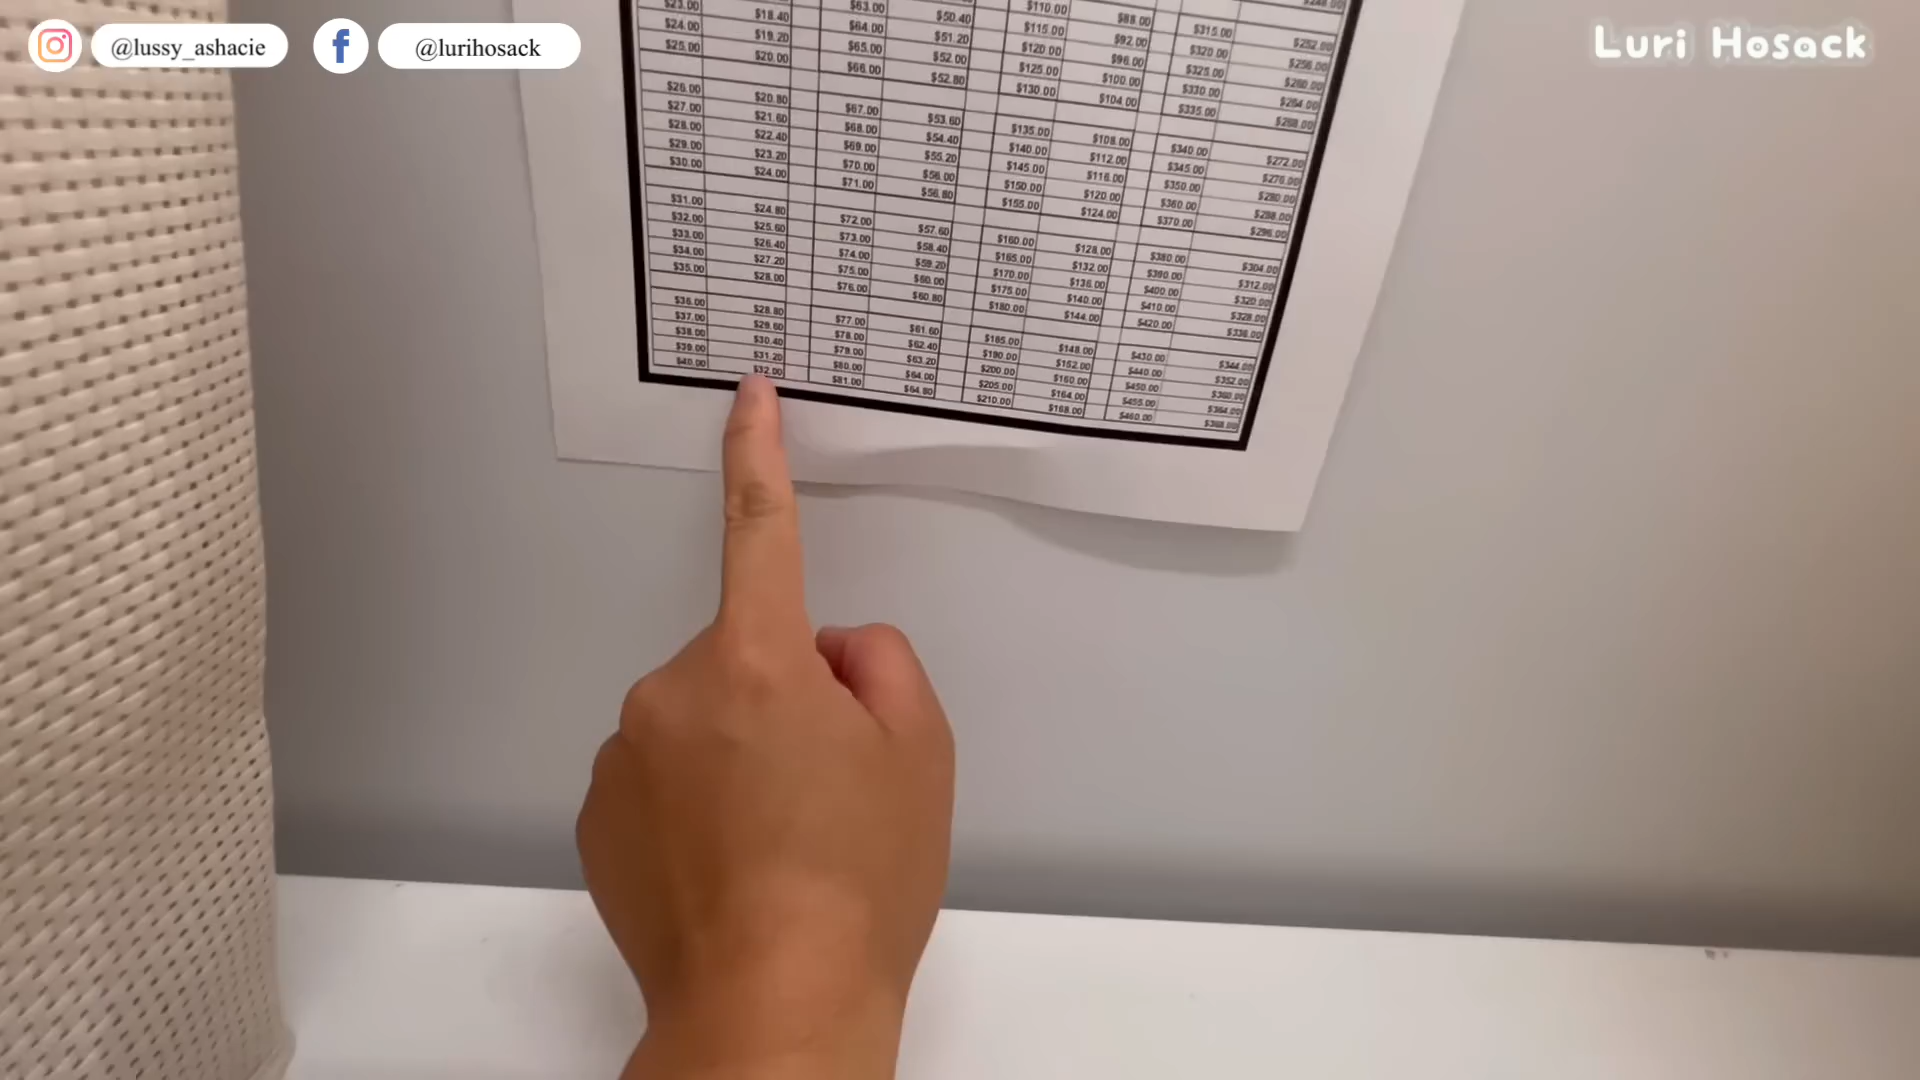 @lussy_ashacie
@lurihosack
Luri Hosack
$23.00 $18.40 $63.00 $50.40 $110.00 $88.00 $315.00 $252.00
$24.00 $19.20 $64.00 $51.20 $115.00 $92.00 $320.00 $256.00
$25.00 $20.00 $65.00 $52.00 $120.00 $96.00 $325.00 $260.00
$66.00 $52.80 $125.00 $100.00 $330.00 $264.00
$130.00 $104.00 $335.00 $268.00
$26.00 $20.80 $67.00 $53.60 $135.00 $108.00 $340.00 $272.00
$27.00 $21.60 $68.00 $54.40 $140.00 $112.00 $345.00 $276.00
$28.00 $22.40 $69.00 $55.20 $145.00 $116.00 $350.00 $280.00
$29.00 $23.20 $70.00 $56.00 $150.00 $120.00 $360.00 $288.00
$30.00 $24.00 $71.00 $56.80 $155.00 $124.00 $370.00 $296.00
$31.00 $24.80 $72.00 $57.60 $160.00 $128.00 $380.00 $304.00
$32.00 $25.60 $73.00 $58.40 $165.00 $132.00 $390.00 $312.00
$33.00 $26.40 $74.00 $59.20 $170.00 $136.00 $400.00 $320.00
$34.00 $27.20 $75.00 $60.00 $175.00 $140.00 $410.00 $328.00
$35.00 $28.00 $76.00 $60.80 $180.00 $144.00 $420.00 $336.00
$36.00 $28.80 $77.00 $61.60 $185.00 $148.00 $430.00 $344.00
$37.00 $29.60 $78.00 $62.40 $190.00 $152.00 $440.00 $352.00
$38.00 $30.40 $79.00 $63.20 $200.00 $160.00 $450.00 $360.00
$39.00 $31.20 $80.00 $64.00 $205.00 $164.00 $455.00 $364.00
$40.00 $32.00 $81.00 $64.80 $210.00 $168.00 $460.00 $368.00